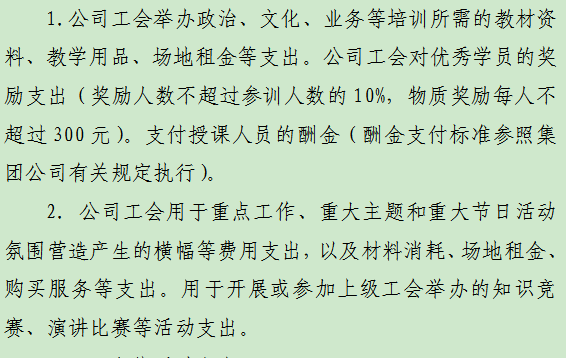 1.公司工会举办政治、文化、业务等培训所需的教材资
料、教学用品、场地租金等支出。公司工会对优秀学员的奖
励支出（奖励人数不超过参训人数的10%，物质奖励每人不
超过300元）。支付授课人员的酬金（酬金支付标准参照集
团公司有关规定执行）。
2. 公司工会用于重点工作、重大主题和重大节日活动
氛围营造产生的横幅等费用支出，以及材料消耗、场地租金、
购买服务等支出。用于开展或参加上级工会举办的知识竞
赛、演讲比赛等活动支出。